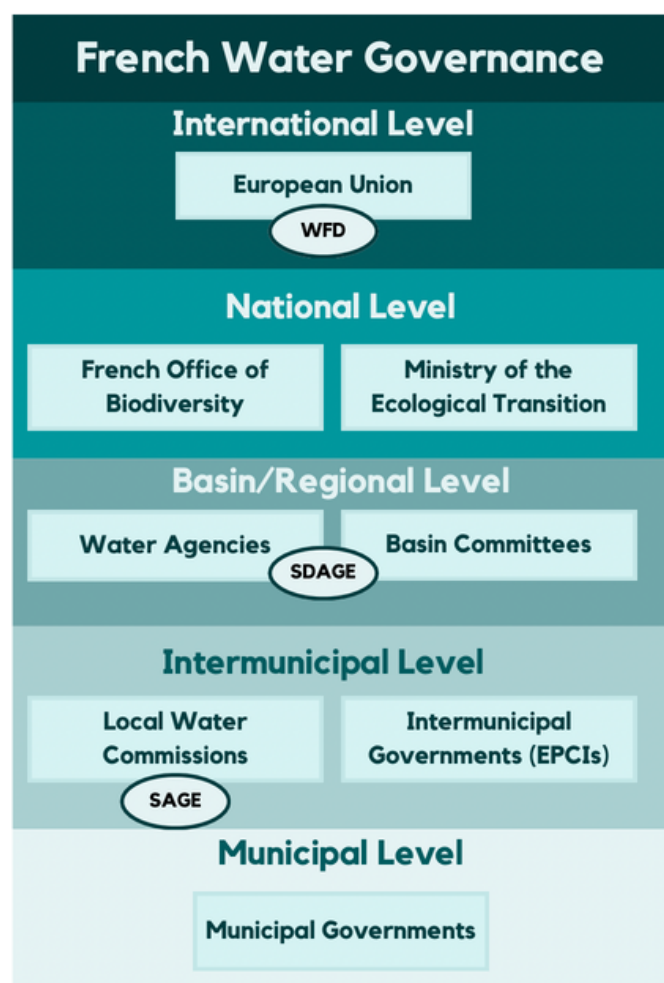 French Water Governance
International Level
European Union
WFD
National Level
French Office of
Biodiversity
Ministry of the
Ecological Transition
Basin/Regional Level
Water Agencies
Basin Committees
SDAGE
Intermunicipal Level
Local Water
Commissions
Intermunicipal
Governments (EPCIs)
SAGE
Municipal Level
Municipal Governments